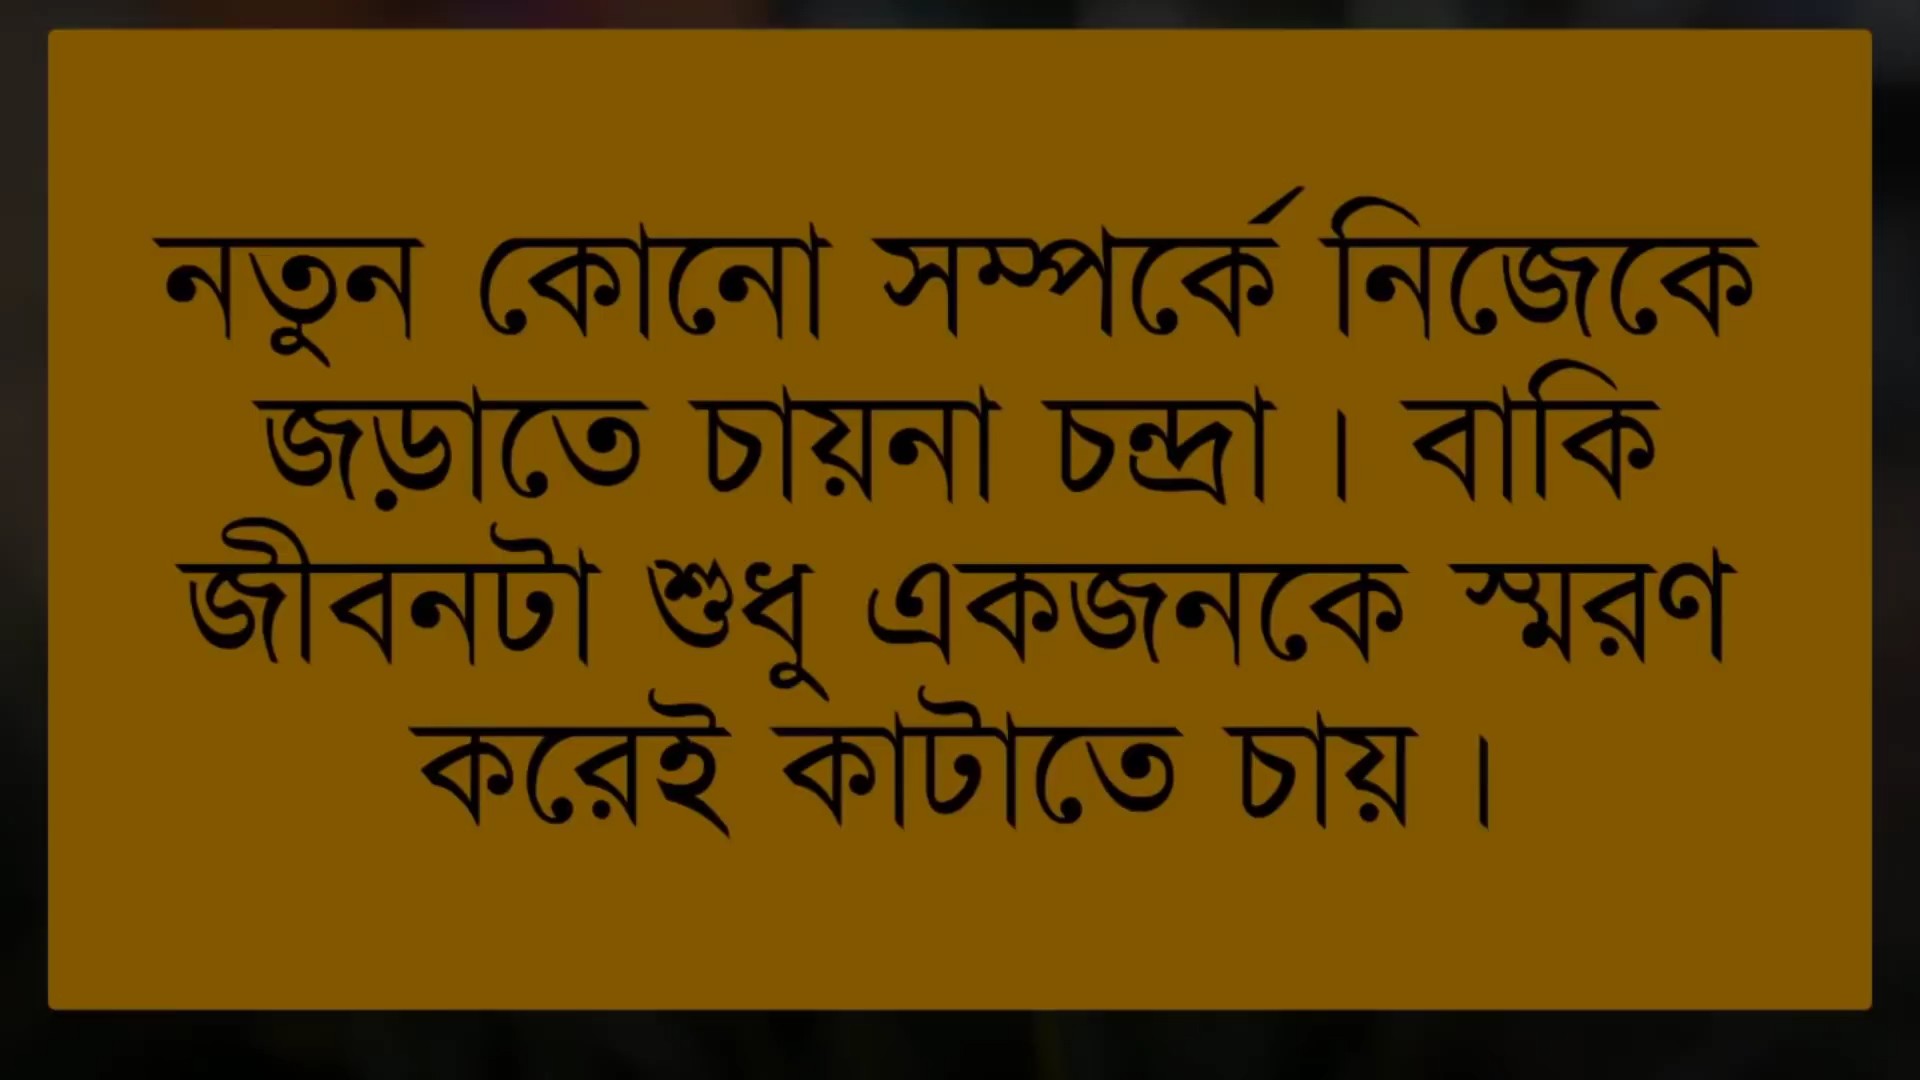 নতুন কোনো সম্পর্কে নিজেকে
জড়াতে চায়না চন্দ্রা । বাকি
জীবনটা শুধু একজনকে স্মরণ
করেই কাটাতে চায় ।